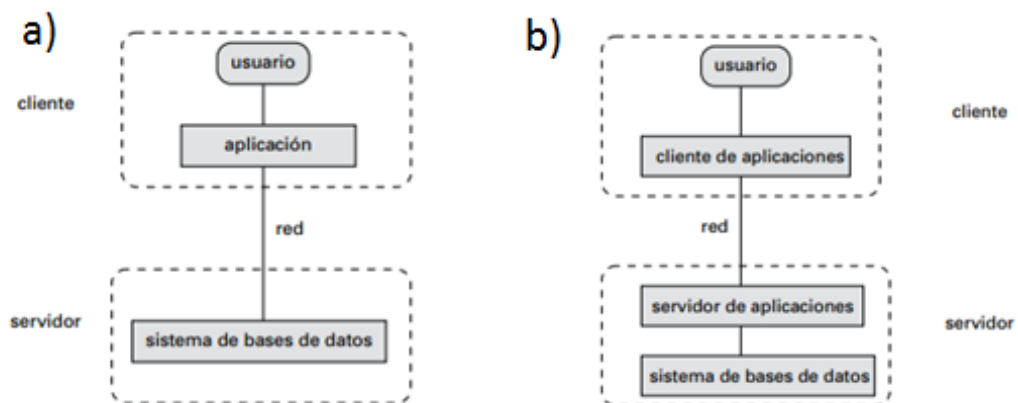 a)
usuario
cliente
aplicación
red
servidor
sistema de bases de datos
b)
usuario
cliente
cliente de aplicaciones
red
servidor de aplicaciones
servidor
sistema de bases de datos